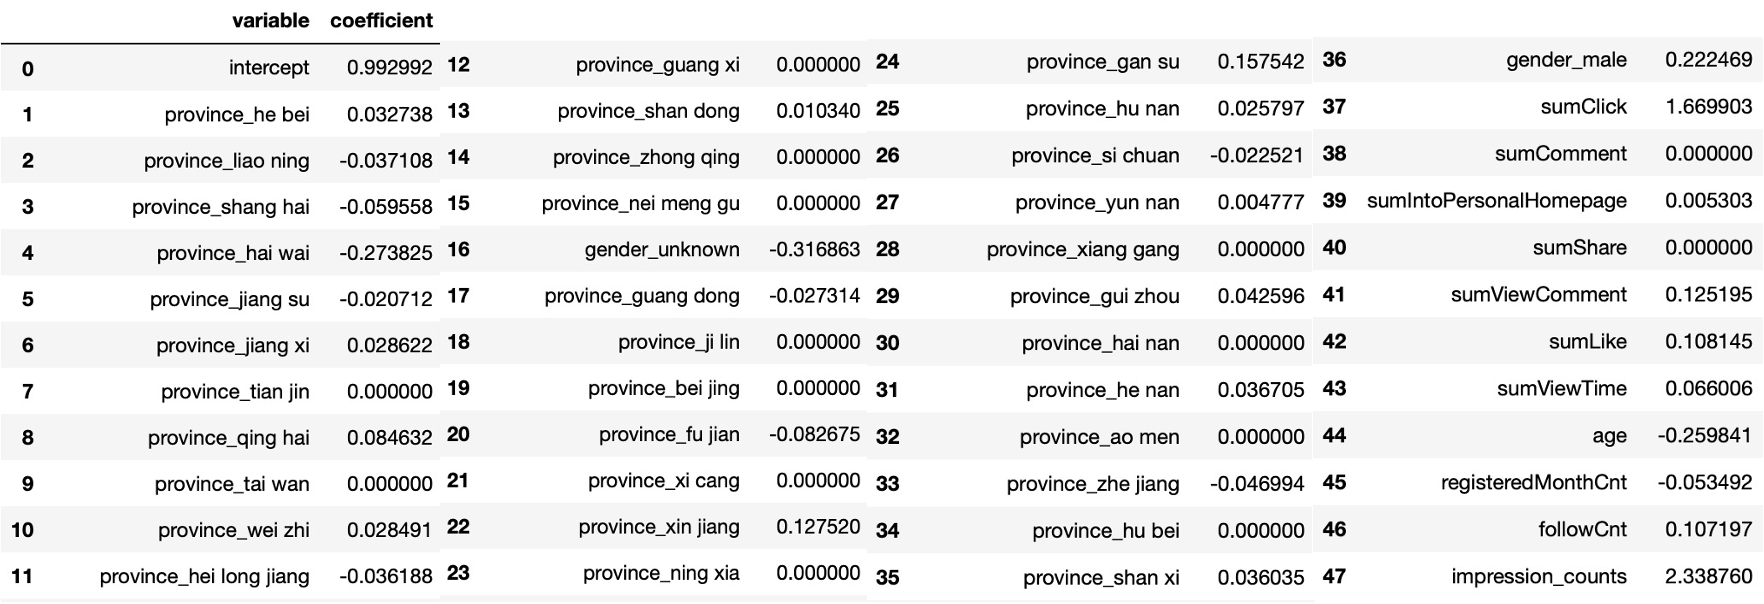 variable coefficient
0 intercept 0.992992
1 province_he bei 0.032738
2 province_liao ning -0.037108
3 province_shang hai -0.059558
4 province_hai wai -0.273825
5 province_jiang su -0.020712
6 province_jiang xi 0.028622
7 province_tian jin 0.000000
8 province_qing hai 0.084632
9 province_tai wan 0.000000
10 province_wei zhi 0.028491
11 province_hei long jiang -0.036188
12 province_guang xi 0.000000
13 province_shan dong 0.010340
14 province_zhong qing 0.000000
15 province_nei meng gu 0.000000
16 gender_unknown -0.316863
17 province_guang dong -0.027314
18 province_ji lin 0.000000
19 province_bei jing 0.000000
20 province_fu jian -0.082675
21 province_xi cang 0.000000
22 province_xin jiang 0.127520
23 province_ning xia 0.000000
24 province_gan su 0.157542
25 province_hu nan 0.025797
26 province_si chuan -0.022521
27 province_yun nan 0.004777
28 province_xiang gang 0.000000
29 province_gui zhou 0.042596
30 province_hai nan 0.000000
31 province_he nan 0.036705
32 province_ao men 0.000000
33 province_zhe jiang -0.046994
34 province_hu bei 0.000000
35 province_shan xi 0.036035
36 gender_male 0.222469
37 sumClick 1.669903
38 sumComment 0.000000
39 sumIntoPersonalHomepage 0.005303
40 sumShare 0.000000
41 sumViewComment 0.125195
42 sumLike 0.108145
43 sumViewTime 0.066006
44 age -0.259841
45 registeredMonthCnt -0.053492
46 followCnt 0.107197
47 impression_counts 2.338760